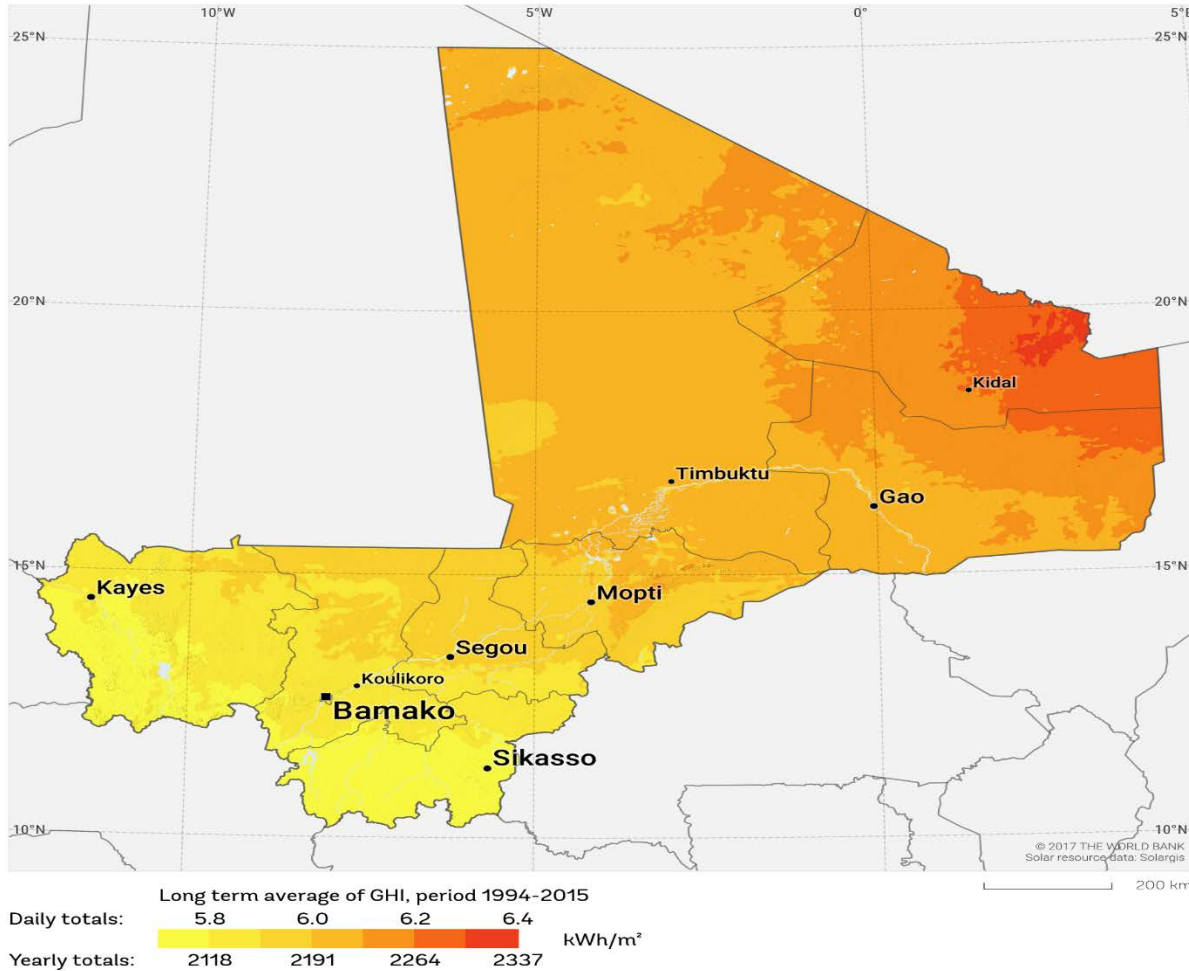 10°W 5°W 0° 5°E
25°N 25°N
20°N 20°N
Kidal
Timbuktu
Gao
15°N 15°N
Kayes
Mopti
Segou
Koulikoro
Bamako
Sikasso
10°N 10°N
© 2017 THE WORLD BANK
Solar resource data: Solargis
200 km
Long term average of GHI, period 1994-2015
Daily totals: 5.8 6.0 6.2 6.4
kWh/m²
Yearly totals: 2118 2191 2264 2337